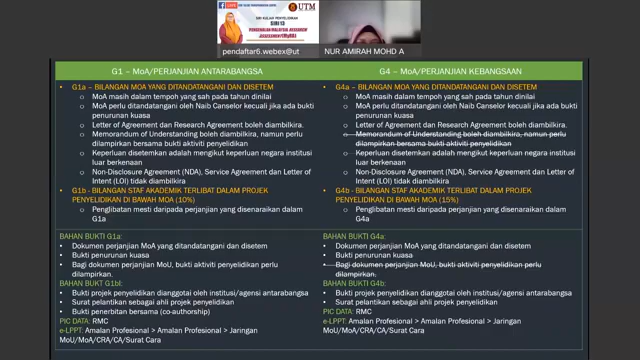 SIRI KULIAH PENYELIDIKAN
SIRI 13
UTM
pendaftar6.webex@ut
NUR AMIRAH MOHD A
G1 – MoA/PERJANJIAN ANTARABANGSA
G1a – BILANGAN MOA YANG DITANDATANGANI DAN DISETEM
MoA masih dalam tempoh yang sah pada tahun dinilai
MoA perlu ditandatangani oleh Naib Canselor kecuali jika ada bukti
penurunan kuasa
Letter of Agreement dan Research Agreement boleh diambilkira.
Memorandum of Understanding boleh diambilkira, namun perlu
dilampirkan bersama bukti aktiviti penyelidikan
Keperluan disetemkan adalah mengikut keperluan negara institusi
luar berkenaan
Non-Disclosure Agreement (NDA), Service Agreement dan Letter of
Intent (LOI) tidak diambilkira
G1b - BILANGAN STAF AKADEMIK TERLIBAT DALAM PROJEK
PENYELIDIKAN DI BAWAH MOA (10%)
Penglibatan mesti daripada perjanjian yang disenaraikan dalam
G1a
BAHAN BUKTI G1a:
Dokumen perjanjian MoA yang ditandatangani dan disetem
Bukti penurunan kuasa
Bagi dokumen perjanjian MoU, bukti aktiviti penyelidikan perlu
dilampirkan.
BAHAN BUKT G1bI:
Bukti projek penyelidikan dianggotai oleh institusi/agensi antarabangsa
Surat pelantikan sebagai ahli projek penyelidikan
Bukti penerbitan bersama (co-authorship)
PIC DATA: RMC
e-LPPT: Amalan Profesional > Amalan Profesional > Jaringan
MoU/MoA/CRA/CA/Surat Cara
G4 – MoA/PERJANJIAN KEBANGSAAN
G4a – BILANGAN MOA YANG DITANDATANGANI DAN DISETEM
MoA masih dalam tempoh yang sah pada tahun dinilai
MoA perlu ditandatangani oleh Naib Canselor kecuali jika ada bukti
penurunan kuasa
Letter of Agreement dan Research Agreement boleh diambilkira.
Memorandum of Understanding boleh diambilkira, namun perlu
dilampirkan bersama bukti aktiviti penyelidikan
Keperluan disetemkan adalah mengikut keperluan negara institusi
luar berkenaan
Non-Disclosure Agreement (NDA), Service Agreement dan Letter of
Intent (LOI) tidak diambilkira
G4b - BILANGAN STAF AKADEMIK TERLIBAT DALAM PROJEK
PENYELIDIKAN DI BAWAH MOA (15%)
Penglibatan mesti daripada perjanjian yang disenaraikan dalam
G4a
BAHAN BUKTI G4a:
Dokumen perjanjian MoA yang ditandatangani dan disetem
Bukti penurunan kuasa
Bagi dokumen perjanjian MoU, bukti aktiviti penyelidikan perlu
dilampirkan.
BAHAN BUKTI G4b:
Bukti projek penyelidikan dianggotai oleh institusi/agensi antarabangsa
Surat pelantikan sebagai ahli projek penyelidikan
PIC DATA: RMC
e-LPPT: Amalan Profesional > Amalan Profesional > Jaringan
MoU/MoA/CRA/CA/Surat Cara